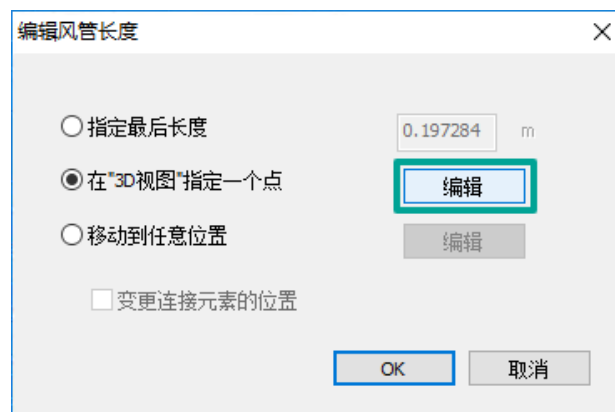 编辑风管长度
指定最后长度 0.197284 m
在"3D视图"指定一个点 编辑
移动到任意位置 编辑
变更连接元素的位置
OK 取消